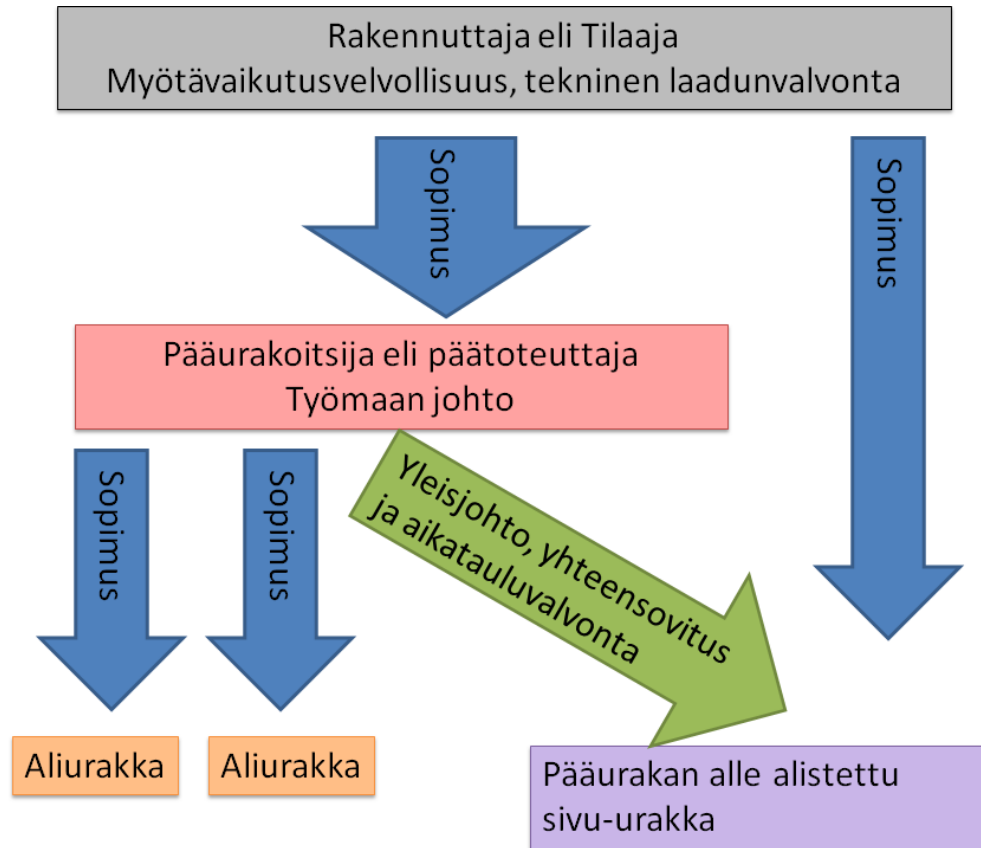 Rakennuttaja eli Tilaaja
Myötävaikutusvelvollisuus, tekninen laadunvalvonta
Sopimus
Sopimus
Pääurakoitsija eli päätoteuttaja
Työmaan johto
Sopimus
Sopimus
Yleisjohto, yhteensovitus
ja aikatauluvalvonta
Aliurakka
Aliurakka
Pääurakan alle alistettu
sivu-urakka